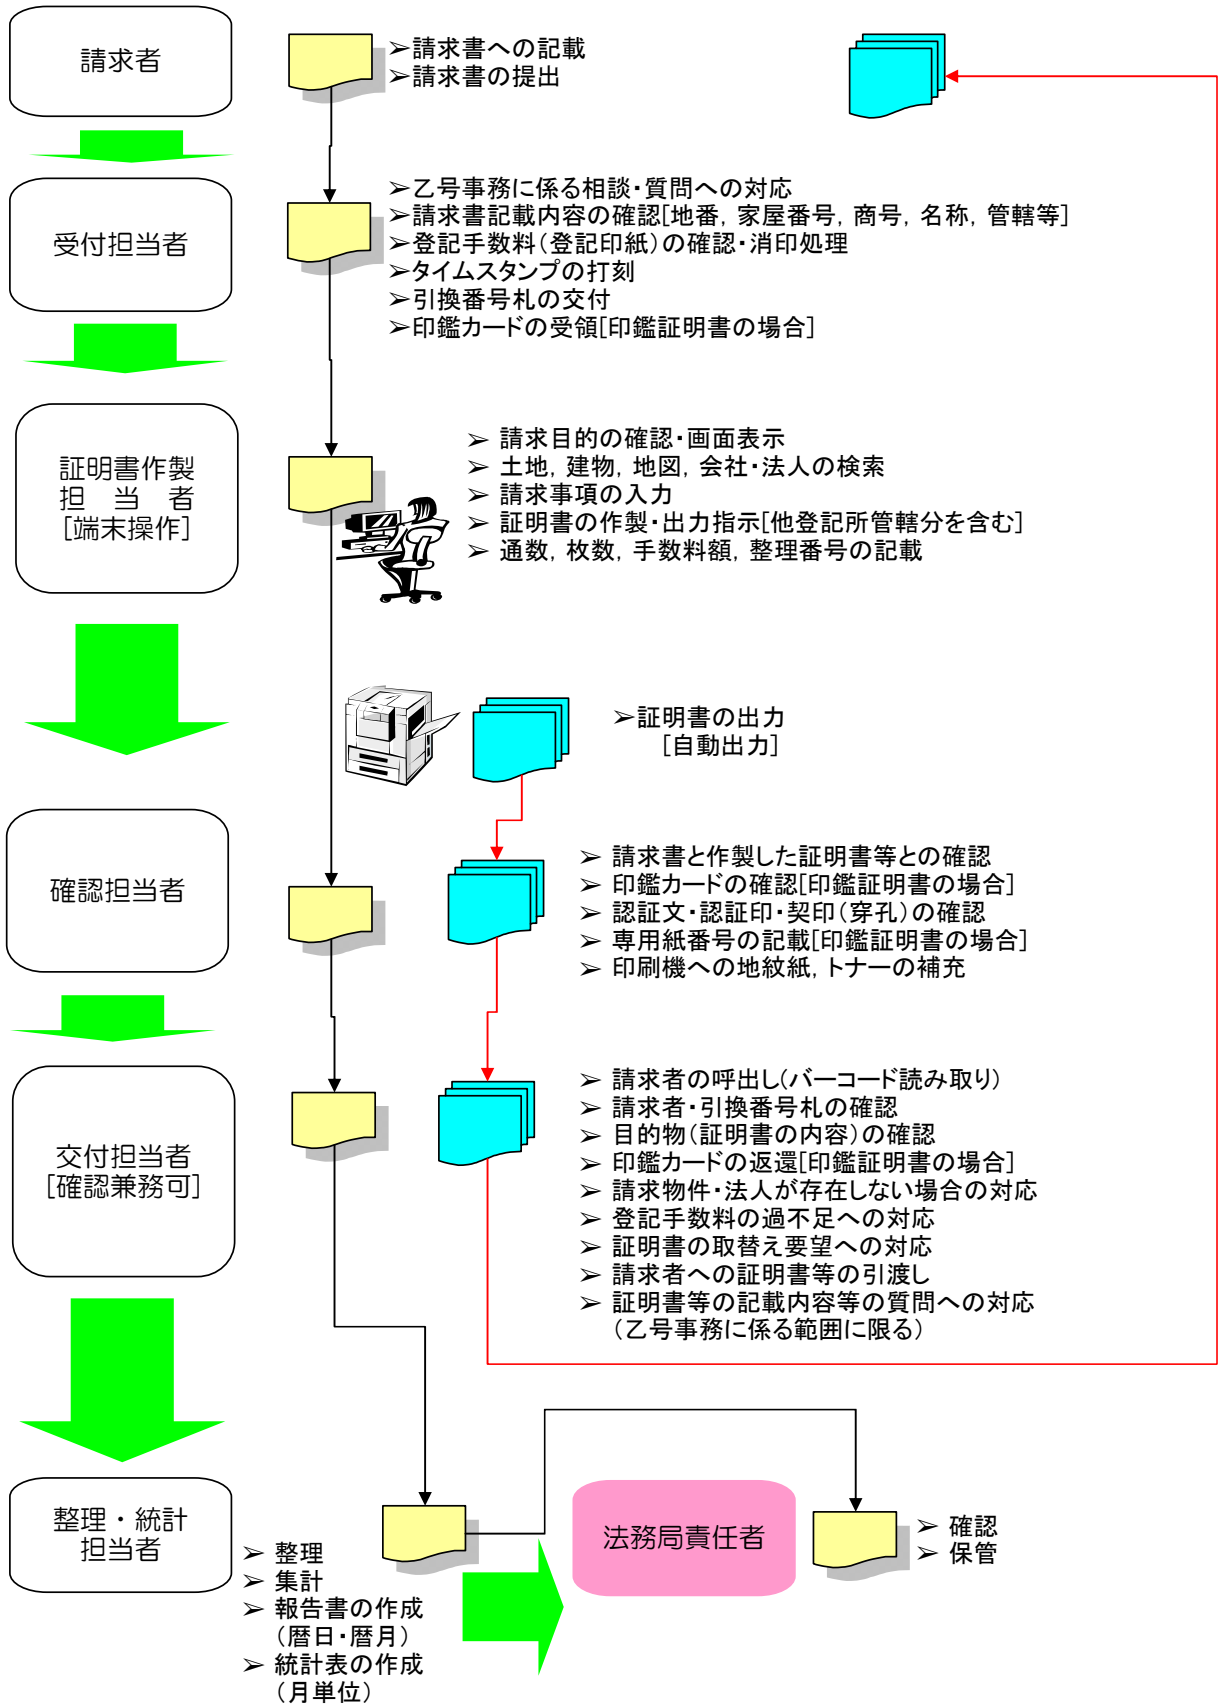 請求者
➢請求書への記載
➢請求書の提出
受付担当者
➢乙号事務に係る相談・質問への対応
➢請求書記載内容の確認[地番，家屋番号，商号，名称，管轄等]
➢登記手数料（登記印紙）の確認・消印処理
➢タイムスタンプの打刻
➢引換番号札の交付
➢印鑑カードの受領[印鑑証明書の場合]
証明書作製
担　当　者
[端末操作]
➢ 請求目的の確認・画面表示
➢ 土地，建物，地図，会社・法人の検索
➢ 請求事項の入力
➢ 証明書の作製・出力指示[他登記所管轄分を含む]
➢ 通数，枚数，手数料額，整理番号の記載
➢証明書の出力
[自動出力]
確認担当者
➢ 請求書と作製した証明書等との確認
➢ 印鑑カードの確認[印鑑証明書の場合]
➢ 認証文・認証印・契印（穿孔）の確認
➢ 専用紙番号の記載[印鑑証明書の場合]
➢ 印刷機への地紋紙，トナーの補充
交付担当者
[確認兼務可]
➢ 請求者の呼出し（バーコード読み取り）
➢ 請求者・引換番号札の確認
➢ 目的物（証明書の内容）の確認
➢ 印鑑カードの返還[印鑑証明書の場合]
➢ 請求物件・法人が存在しない場合の対応
➢ 登記手数料の過不足への対応
➢ 証明書の取替え要望への対応
➢ 請求者への証明書等の引渡し
➢ 証明書等の記載内容等の質問への対応
（乙号事務に係る範囲に限る）
整理・統計
担当者
➢ 整理
➢ 集計
➢ 報告書の作成
（暦日・暦月）
➢ 統計表の作成
（月単位）
法務局責任者
➢ 確認
➢ 保管